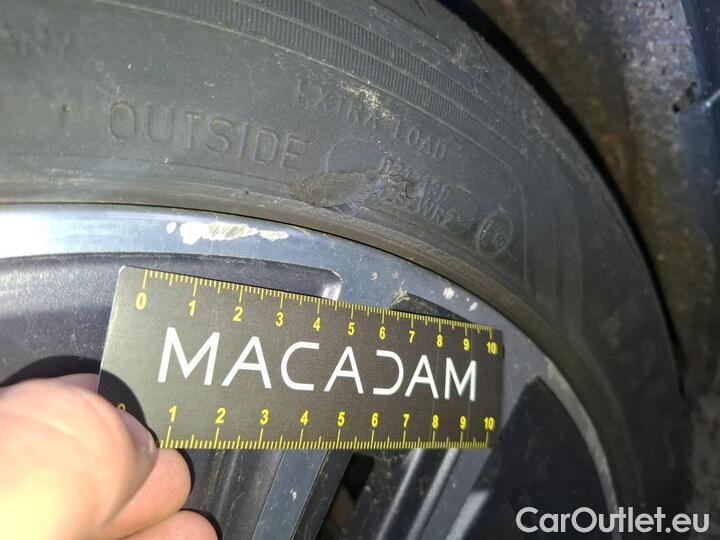 ANY
EXTRA LOAD
OUTSIDE
0 1 2 3 4 5 6 7 8 9 10
MACADAM
0 1 2 3 4 5 6 7 8 9 10
CarOutlet.eu